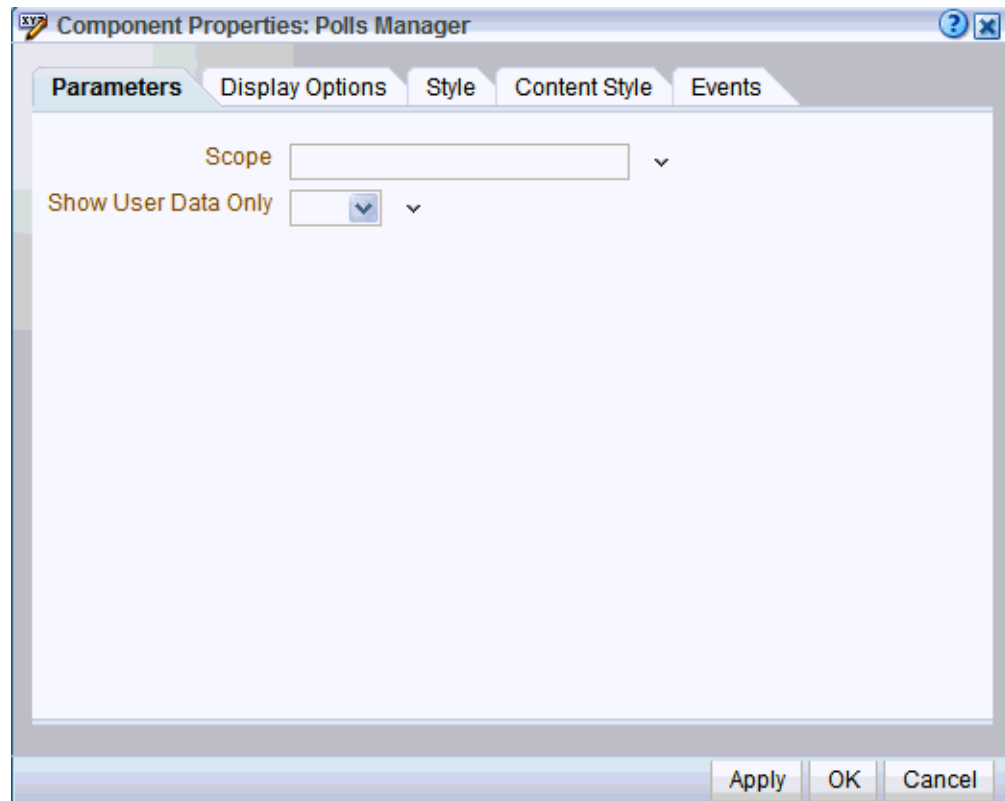 Component Properties: Polls Manager
Parameters Display Options Style Content Style Events
Scope
Show User Data Only
Apply OK Cancel